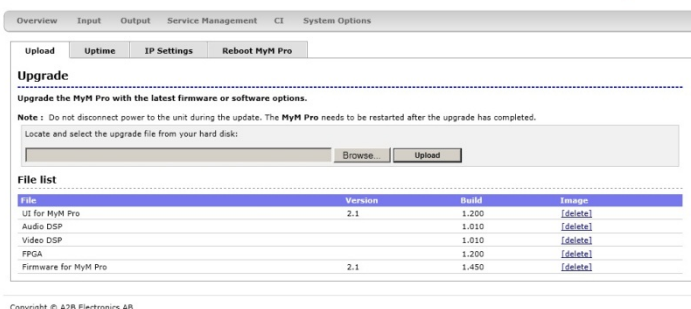 Overview Input Output Service Management CI System Options
Upload Uptime IP Settings Reboot MyM Pro
Upgrade
Upgrade the MyM Pro with the latest firmware or software options.
Note : Do not disconnect power to the unit during the update. The MyM Pro needs to be restarted after the upgrade has completed.
Locate and select the upgrade file from your hard disk:
Browse... Upload
File list
File Version Build Image
UI for MyM Pro 2.1 1.200 [delete]
Audio DSP 1.010 [delete]
Video DSP 1.010 [delete]
FPGA 1.200 [delete]
Firmware for MyM Pro 2.1 1.450 [delete]
Copyright © A2B Electronics AB